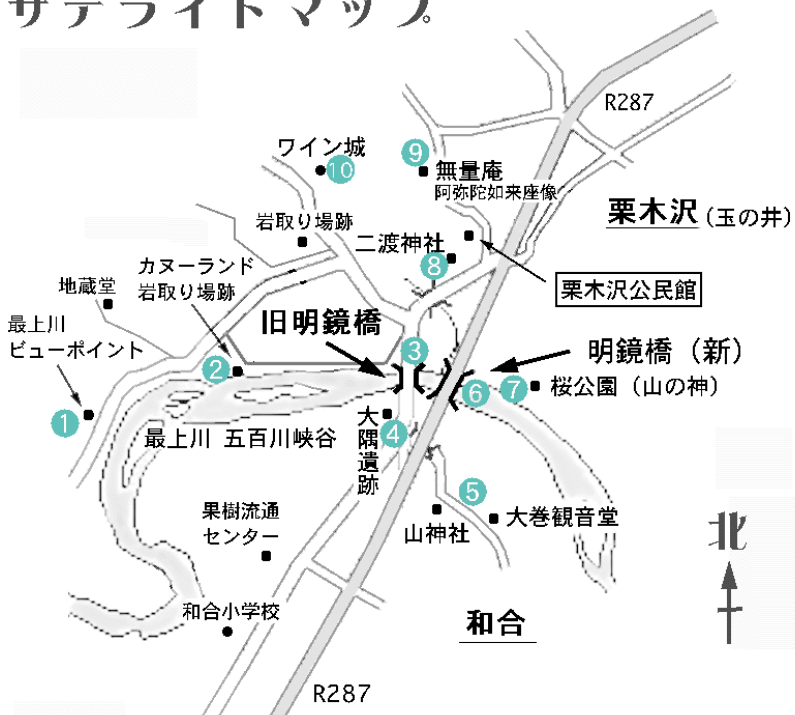 サテライトマップ
R287
ワイン城
10
9
無量庵
阿弥陀如来座像
栗木沢(玉の井)
岩取り場跡
二渡神社
8
栗木沢公民館
カヌーランド
岩取り場跡
地蔵堂
最上川
ビューポイント
旧明鏡橋
3
明鏡橋(新)
2
6
7
桜公園(山の神)
1
最上川 五百川峡谷
大隅遺跡
4
5
山神社
大巻観音堂
果樹流通
センター
和合小学校
和合
北
R287